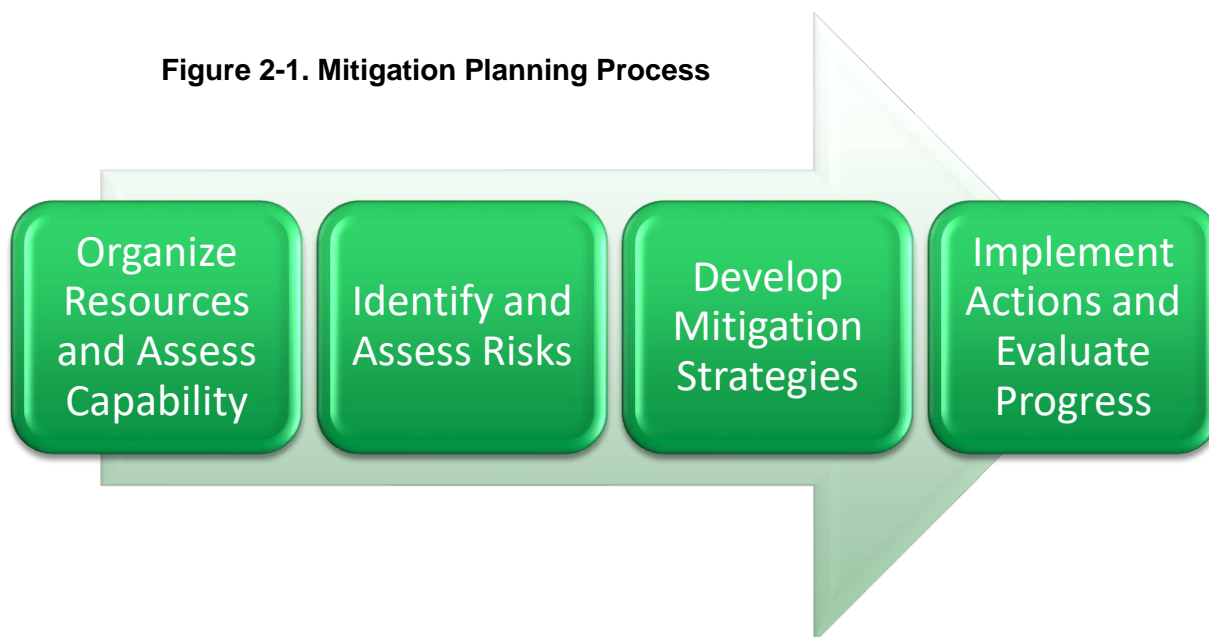 Figure 2-1. Mitigation Planning Process
Organize
Resources
and Assess
Capability
Identify and
Assess Risks
Develop
Mitigation
Strategies
Implement
Actions and
Evaluate
Progress